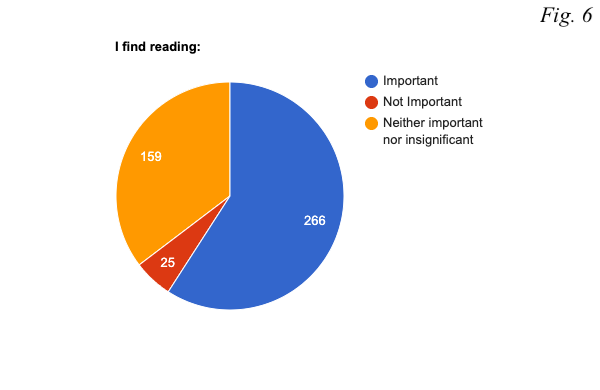 Fig. 6
I find reading:
Important
Not Important
Neither important
nor insignificant
159
266
25